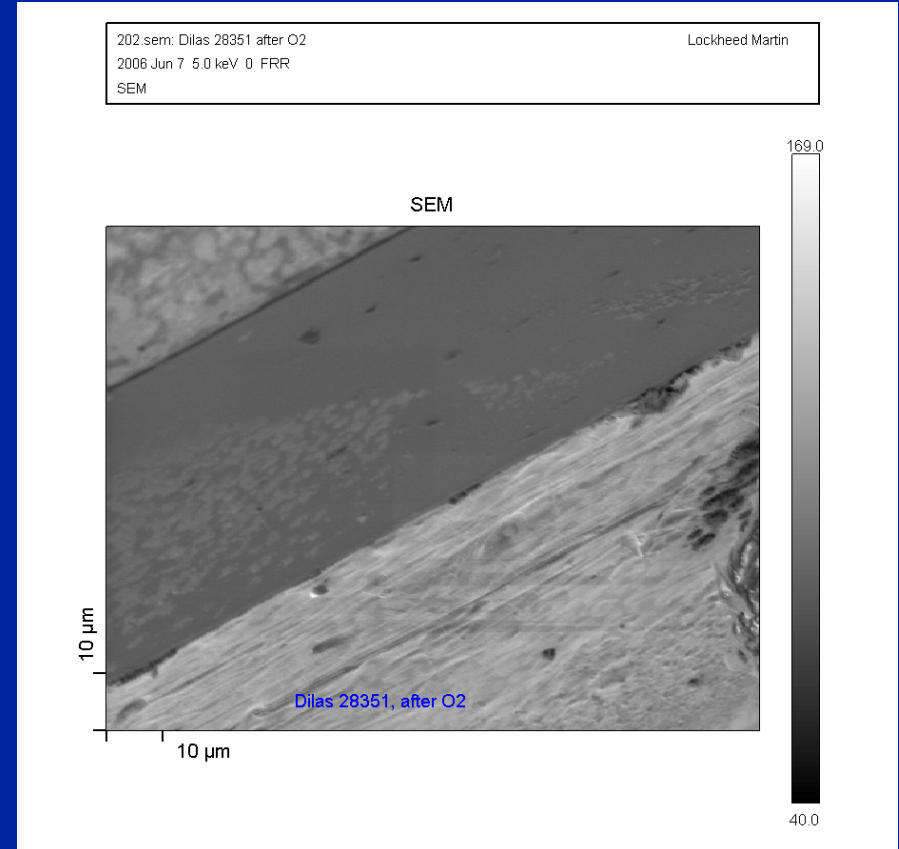 202.sem: Dilas 28351 after O2 Lockheed Martin
2006 Jun 7 5.0 keV 0 FRR
SEM
169.0
SEM
10 µm
Dilas 28351, after O2
10 µm
40.0